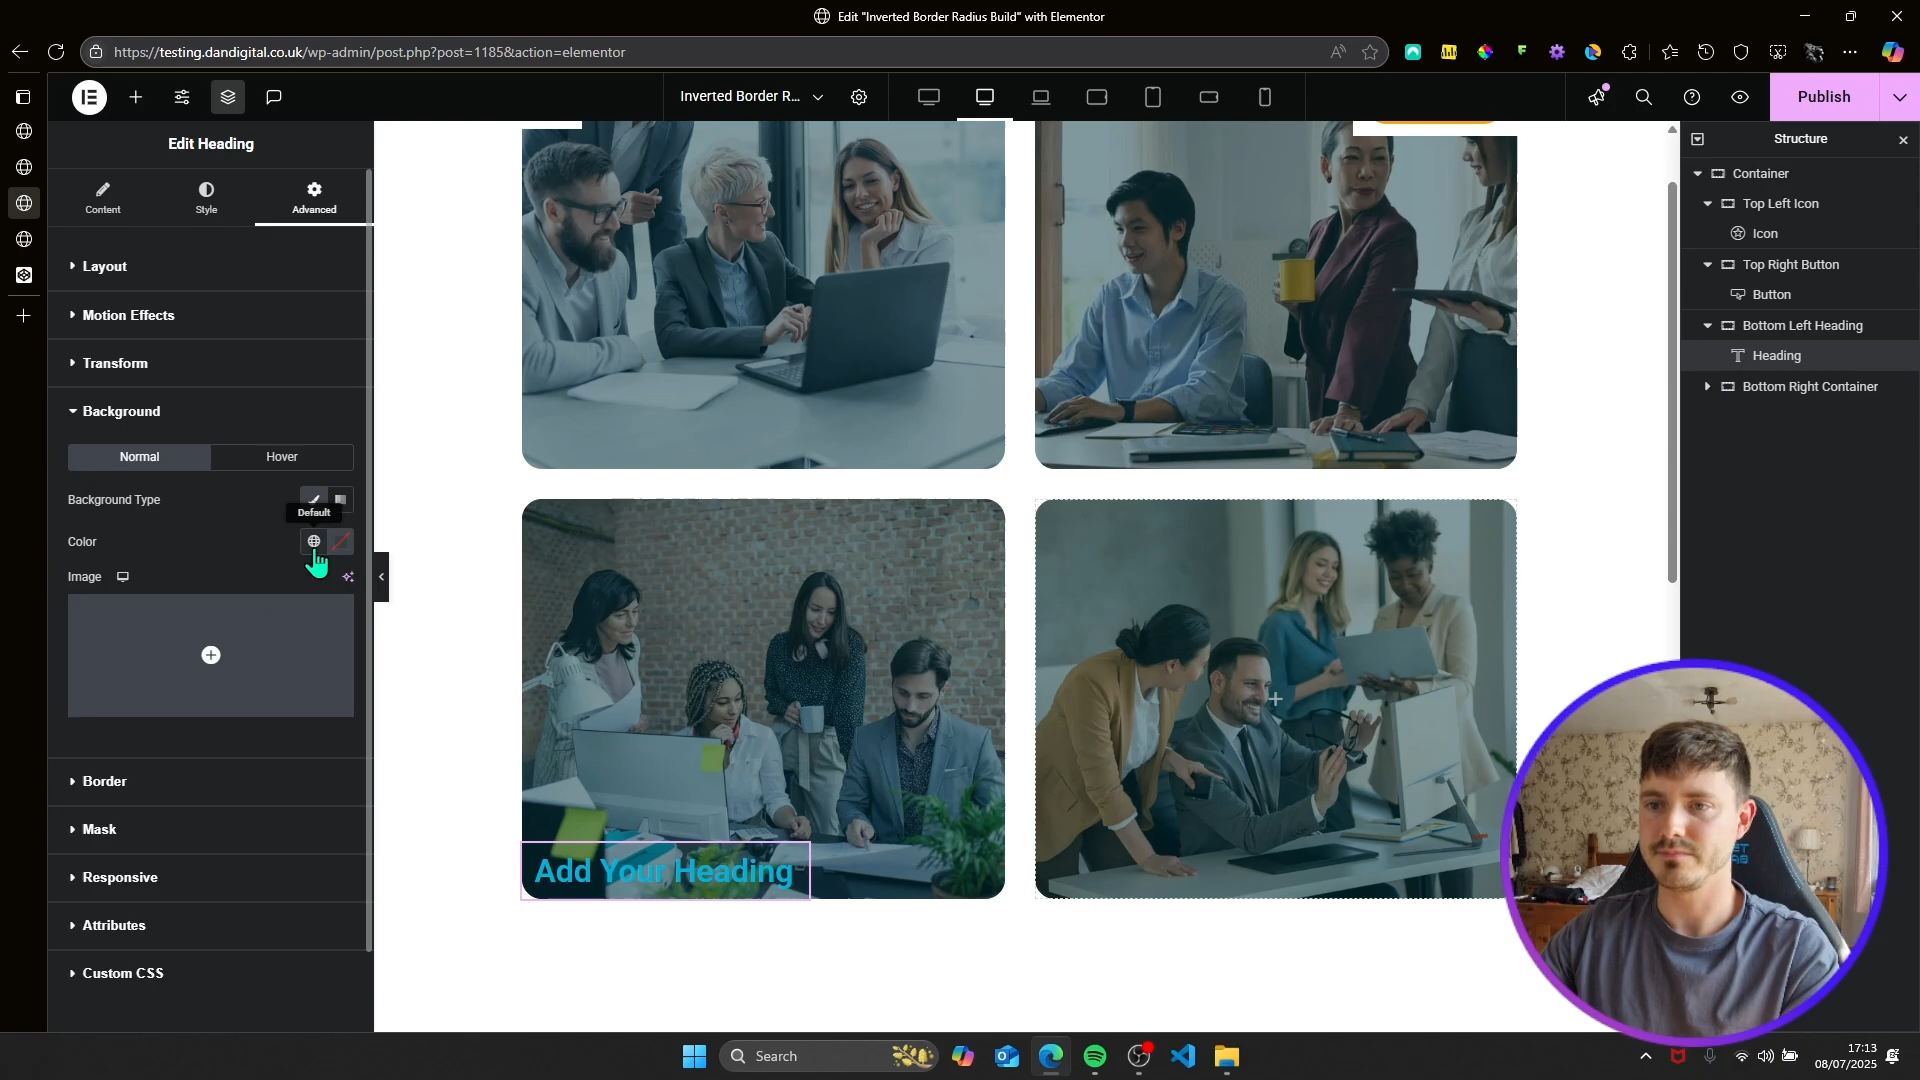 Edit "Inverted Border Radius Build" with Elementor
https://testing.dandigital.co.uk/wp-admin/post.php?post=1185&action=elementor
Inverted Border R...
Publish
Edit Heading
Content
Style
Advanced
Layout
Motion Effects
Transform
Background
Normal
Hover
Background Type
Default
Color
Image
Border
Mask
Responsive
Attributes
Custom CSS
Add Your Heading
Structure
Container
Top Left Icon
Icon
Top Right Button
Button
Bottom Left Heading
Heading
Bottom Right Container
Search
17:13
08/07/2025